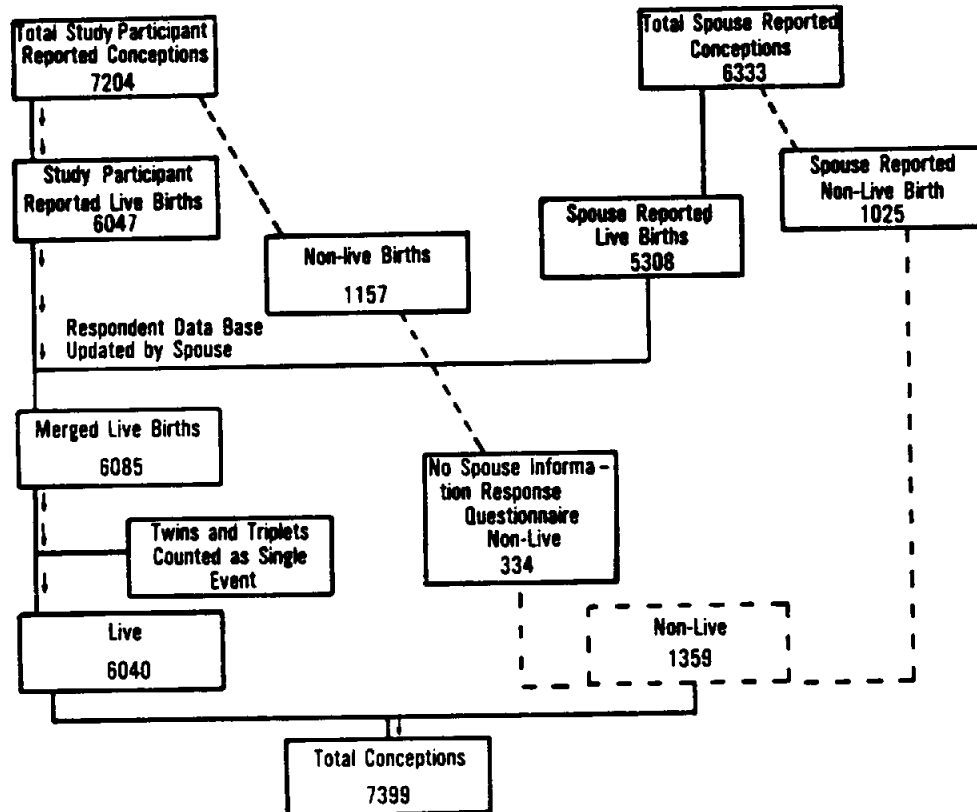 Total Study Participant
Reported Conceptions
7204
Total Spouse Reported
Conceptions
6333
Study Participant
Reported Live Births
6047
Spouse Reported
Non-Live Birth
1025
Spouse Reported
Live Births
5308
Non-live Births
1157
Respondent Data Base
Updated by Spouse
Merged Live Births
6085
No Spouse Informa-
tion Response
Questionnaire
Non-Live
334
Twins and Triplets
Counted as Single
Event
Live
6040
Non-Live
1359
Total Conceptions
7399